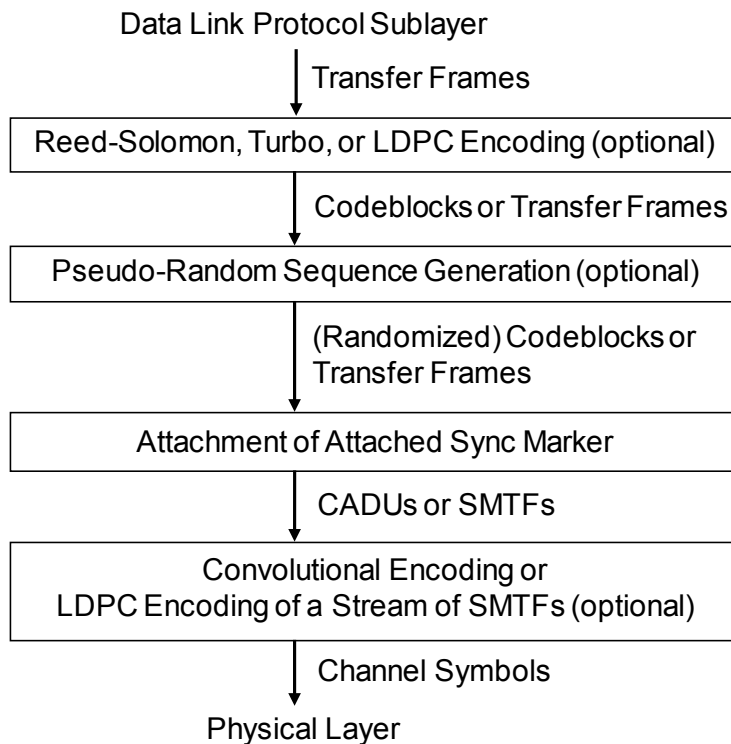 Data Link Protocol Sublayer
Transfer Frames
Reed-Solomon, Turbo, or LDPC Encoding (optional)
Codeblocks or Transfer Frames
Pseudo-Random Sequence Generation (optional)
(Randomized) Codeblocks or
Transfer Frames
Attachment of Attached Sync Marker
CADUs or SMTFs
Convolutional Encoding or
LDPC Encoding of a Stream of SMTFs (optional)
Channel Symbols
Physical Layer